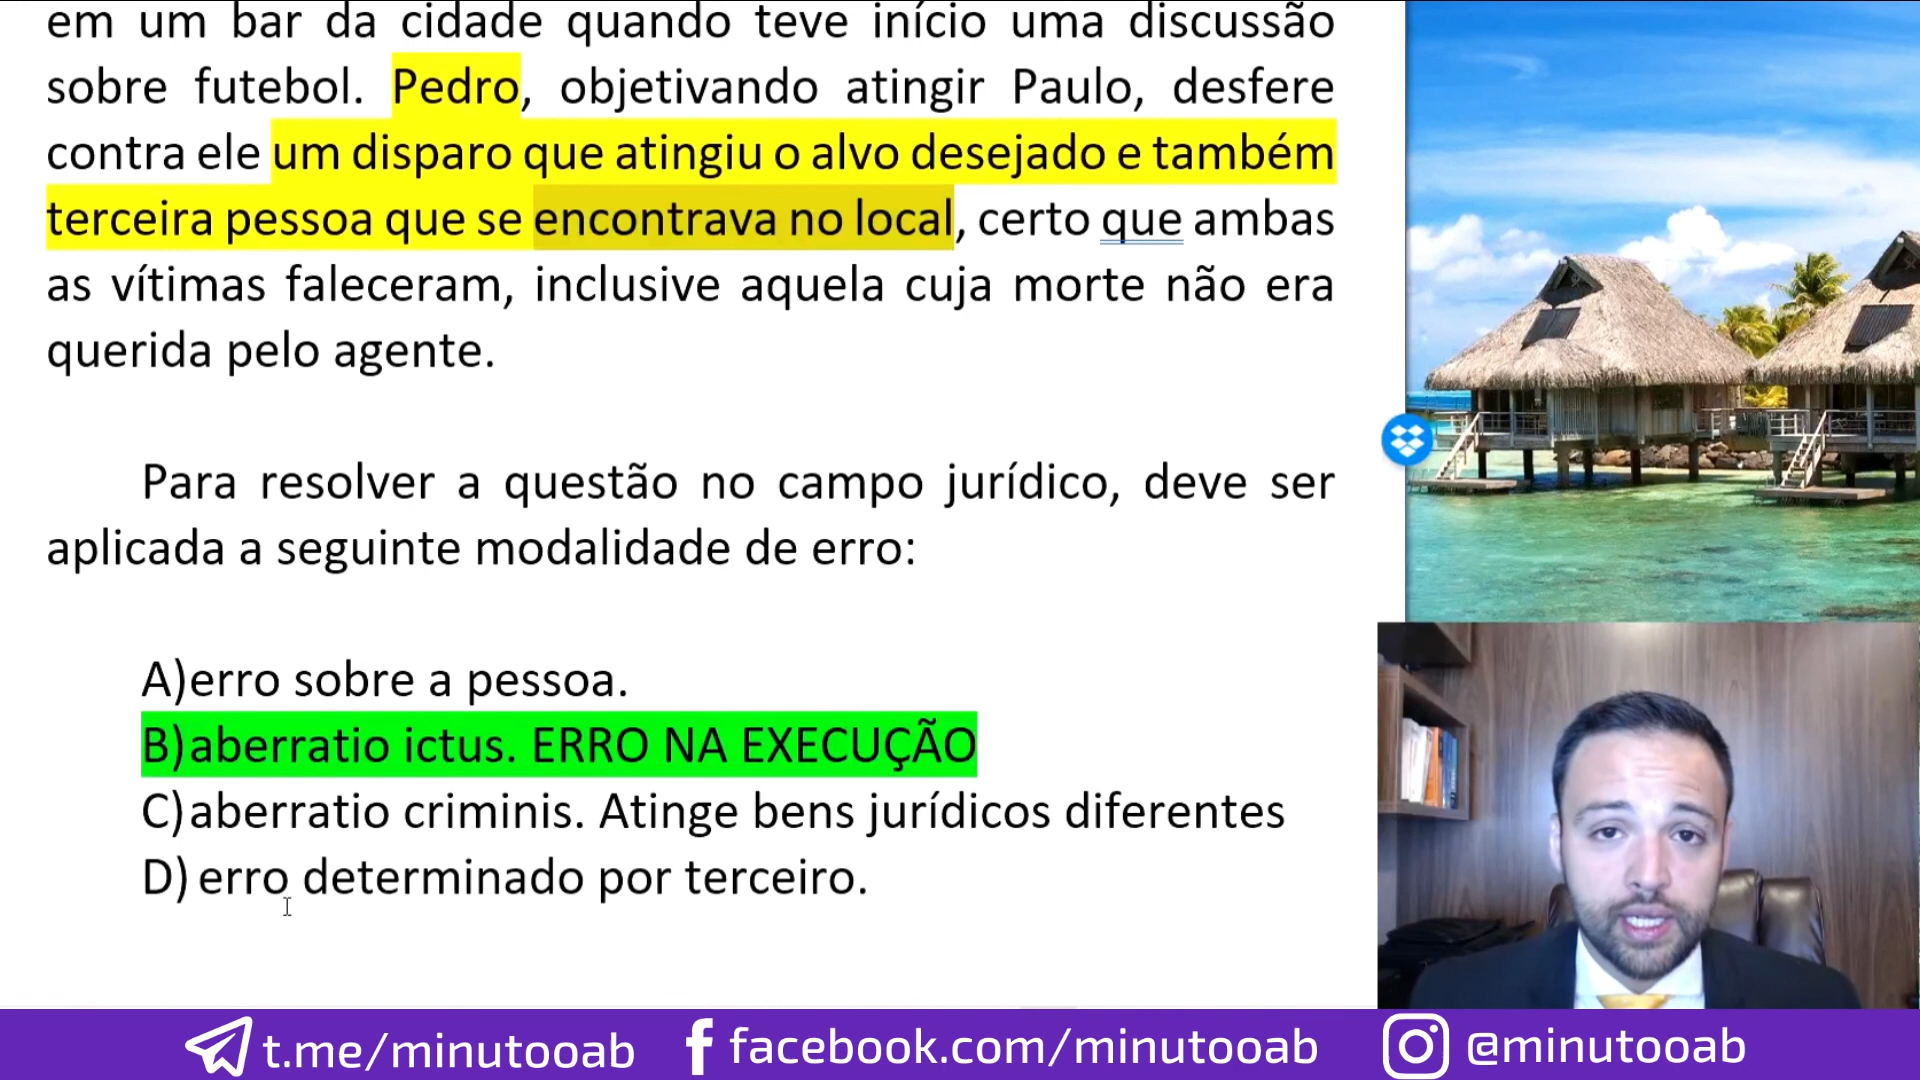 em um bar da cidade quando teve início uma discussão
sobre futebol. Pedro, objetivando atingir Paulo, desfere
contra ele um disparo que atingiu o alvo desejado e também
terceira pessoa que se encontrava no local, certo que ambas
as vítimas faleceram, inclusive aquela cuja morte não era
querida pelo agente.
Para resolver a questão no campo jurídico, deve ser
aplicada a seguinte modalidade de erro:
A)erro sobre a pessoa.
B)aberratio ictus. ERRO NA EXECUÇÃO
C)aberratio criminis. Atinge bens jurídicos diferentes
D) erro determinado por terceiro.
t.me/minutooab facebook.com/minutooab @minutooab